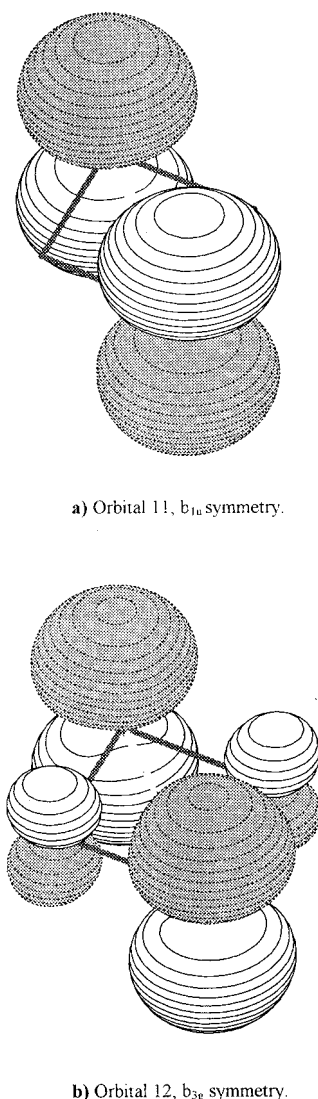 a) Orbital 11, b1u symmetry.
b) Orbital 12, b3g symmetry.